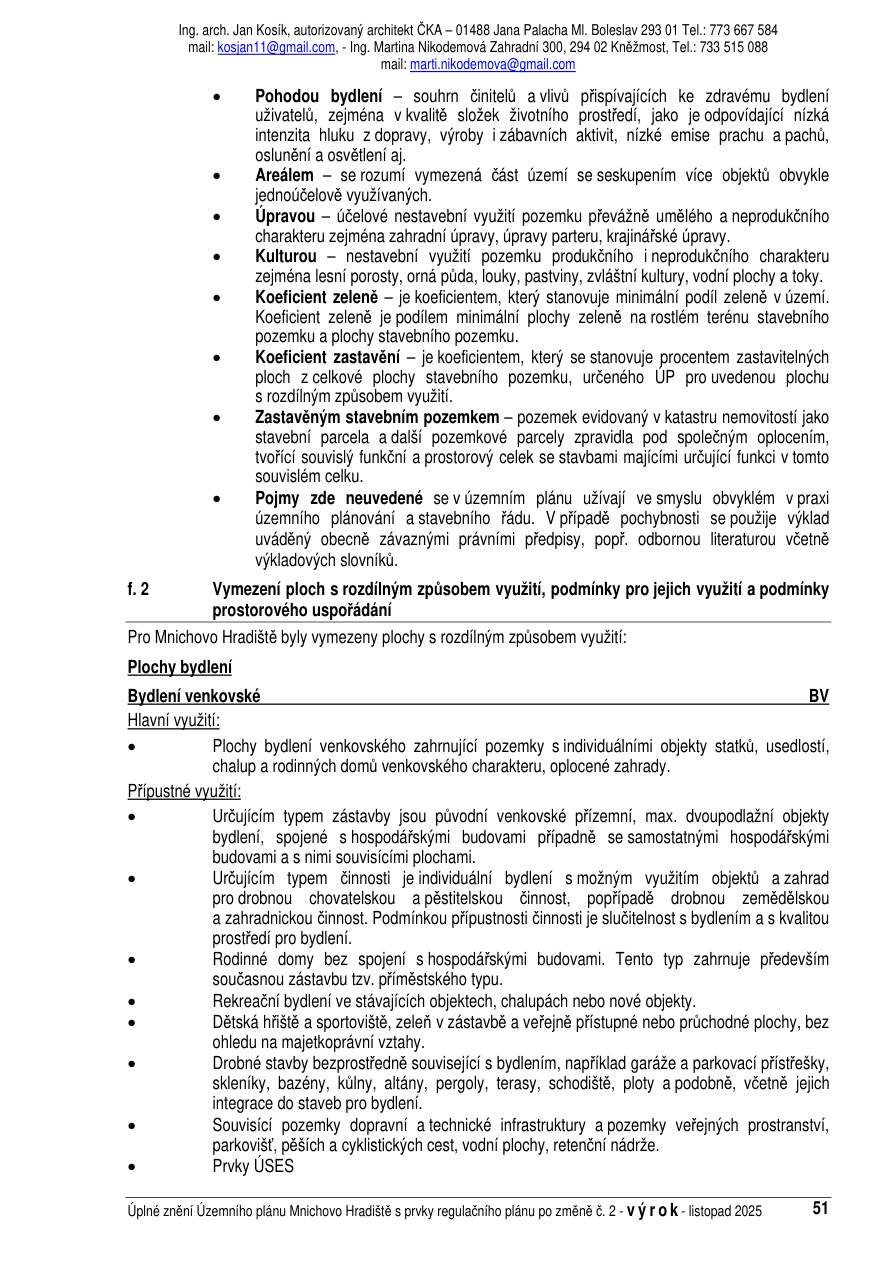 Ing. arch. Jan Kosík, autorizovaný architekt ČKA – 01488 Jana Palacha Ml. Boleslav 293 01 Tel.: 773 667 584
mail: kosjan11@gmail.com, - Ing. Martina Nikodemová Zahradní 300, 294 02 Kněžmost, Tel.: 733 515 088
mail: marti.nikodemova@gmail.com
• Pohodou bydlení – souhrn činitelů a vlivů přispívajících ke zdravému bydlení
uživatelů, zejména v kvalitě složek životního prostředí, jako je odpovídající nízká
intenzita hluku z dopravy, výroby i zábavních aktivit, nízké emise prachu a pachů,
oslunění a osvětlení aj.
• Areálem – se rozumí vymezená část území se seskupením více objektů obvykle
jednoúčelově využívaných.
• Úpravou – účelové nestavební využití pozemku převážně umělého a neprodukčního
charakteru zejména zahradní úpravy, úpravy parteru, krajinářské úpravy.
• Kulturou – nestavební využití pozemku produkčního i neprodukčního charakteru
zejména lesní porosty, orná půda, louky, pastviny, zvláštní kultury, vodní plochy a toky.
• Koeficient zeleně – je koeficientem, který stanovuje minimální podíl zeleně v území.
Koeficient zeleně je podílem minimální plochy zeleně na rostlém terénu stavebního
pozemku a plochy stavebního pozemku.
• Koeficient zastavění – je koeficientem, který se stanovuje procentem zastavitelných
ploch z celkové plochy stavebního pozemku, určeného ÚP pro uvedenou plochu
s rozdílným způsobem využití.
• Zastavěným stavebním pozemkem – pozemek evidovaný v katastru nemovitostí jako
stavební parcela a další pozemkové parcely zpravidla pod společným oplocením,
tvořící souvislý funkční a prostorový celek se stavbami majícími určující funkci v tomto
souvislém celku.
• Pojmy zde neuvedené se v územním plánu užívají ve smyslu obvyklém v praxi
územního plánování a stavebního řádu. V případě pochybnosti se použije výklad
uváděný obecně závaznými právními předpisy, popř. odbornou literaturou včetně
výkladových slovníků.
f. 2 Vymezení ploch s rozdílným způsobem využití, podmínky pro jejich využití a podmínky
prostorového uspořádání
Pro Mnichovo Hradiště byly vymezeny plochy s rozdílným způsobem využití:
Plochy bydlení
Bydlení venkovské BV
Hlavní využití:
• Plochy bydlení venkovského zahrnující pozemky s individuálními objekty statků, usedlostí,
chalup a rodinných domů venkovského charakteru, oplocené zahrady.
Přípustné využití:
• Určujícím typem zástavby jsou původní venkovské přízemní, max. dvoupodlažní objekty
bydlení, spojené s hospodářskými budovami případně se samostatnými hospodářskými
budovami a s nimi souvisícími plochami.
• Určujícím typem činnosti je individuální bydlení s možným využitím objektů a zahrad
pro drobnou chovatelskou a pěstitelskou činnost, popřípadě drobnou zemědělskou
a zahradnickou činnost. Podmínkou přípustnosti činnosti je slučitelnost s bydlením a s kvalitou
prostředí pro bydlení.
• Rodinné domy bez spojení s hospodářskými budovami. Tento typ zahrnuje především
současnou zástavbu tzv. příměstského typu.
• Rekreační bydlení ve stávajících objektech, chalupách nebo nové objekty.
• Dětská hřiště a sportoviště, zeleň v zástavbě a veřejně přístupné nebo průchodné plochy, bez
ohledu na majetkoprávní vztahy.
• Drobné stavby bezprostředně související s bydlením, například garáže a parkovací přístřešky,
skleníky, bazény, kůlny, altány, pergoly, terasy, schodiště, ploty a podobně, včetně jejich
integrace do staveb pro bydlení.
• Souvisící pozemky dopravní a technické infrastruktury a pozemky veřejných prostranství,
parkovišť, pěších a cyklistických cest, vodní plochy, retenční nádrže.
• Prvky ÚSES
Úplné znění Územního plánu Mnichovo Hradiště s prvky regulačního plánu po změně č. 2 - v ý r o k - listopad 2025 51